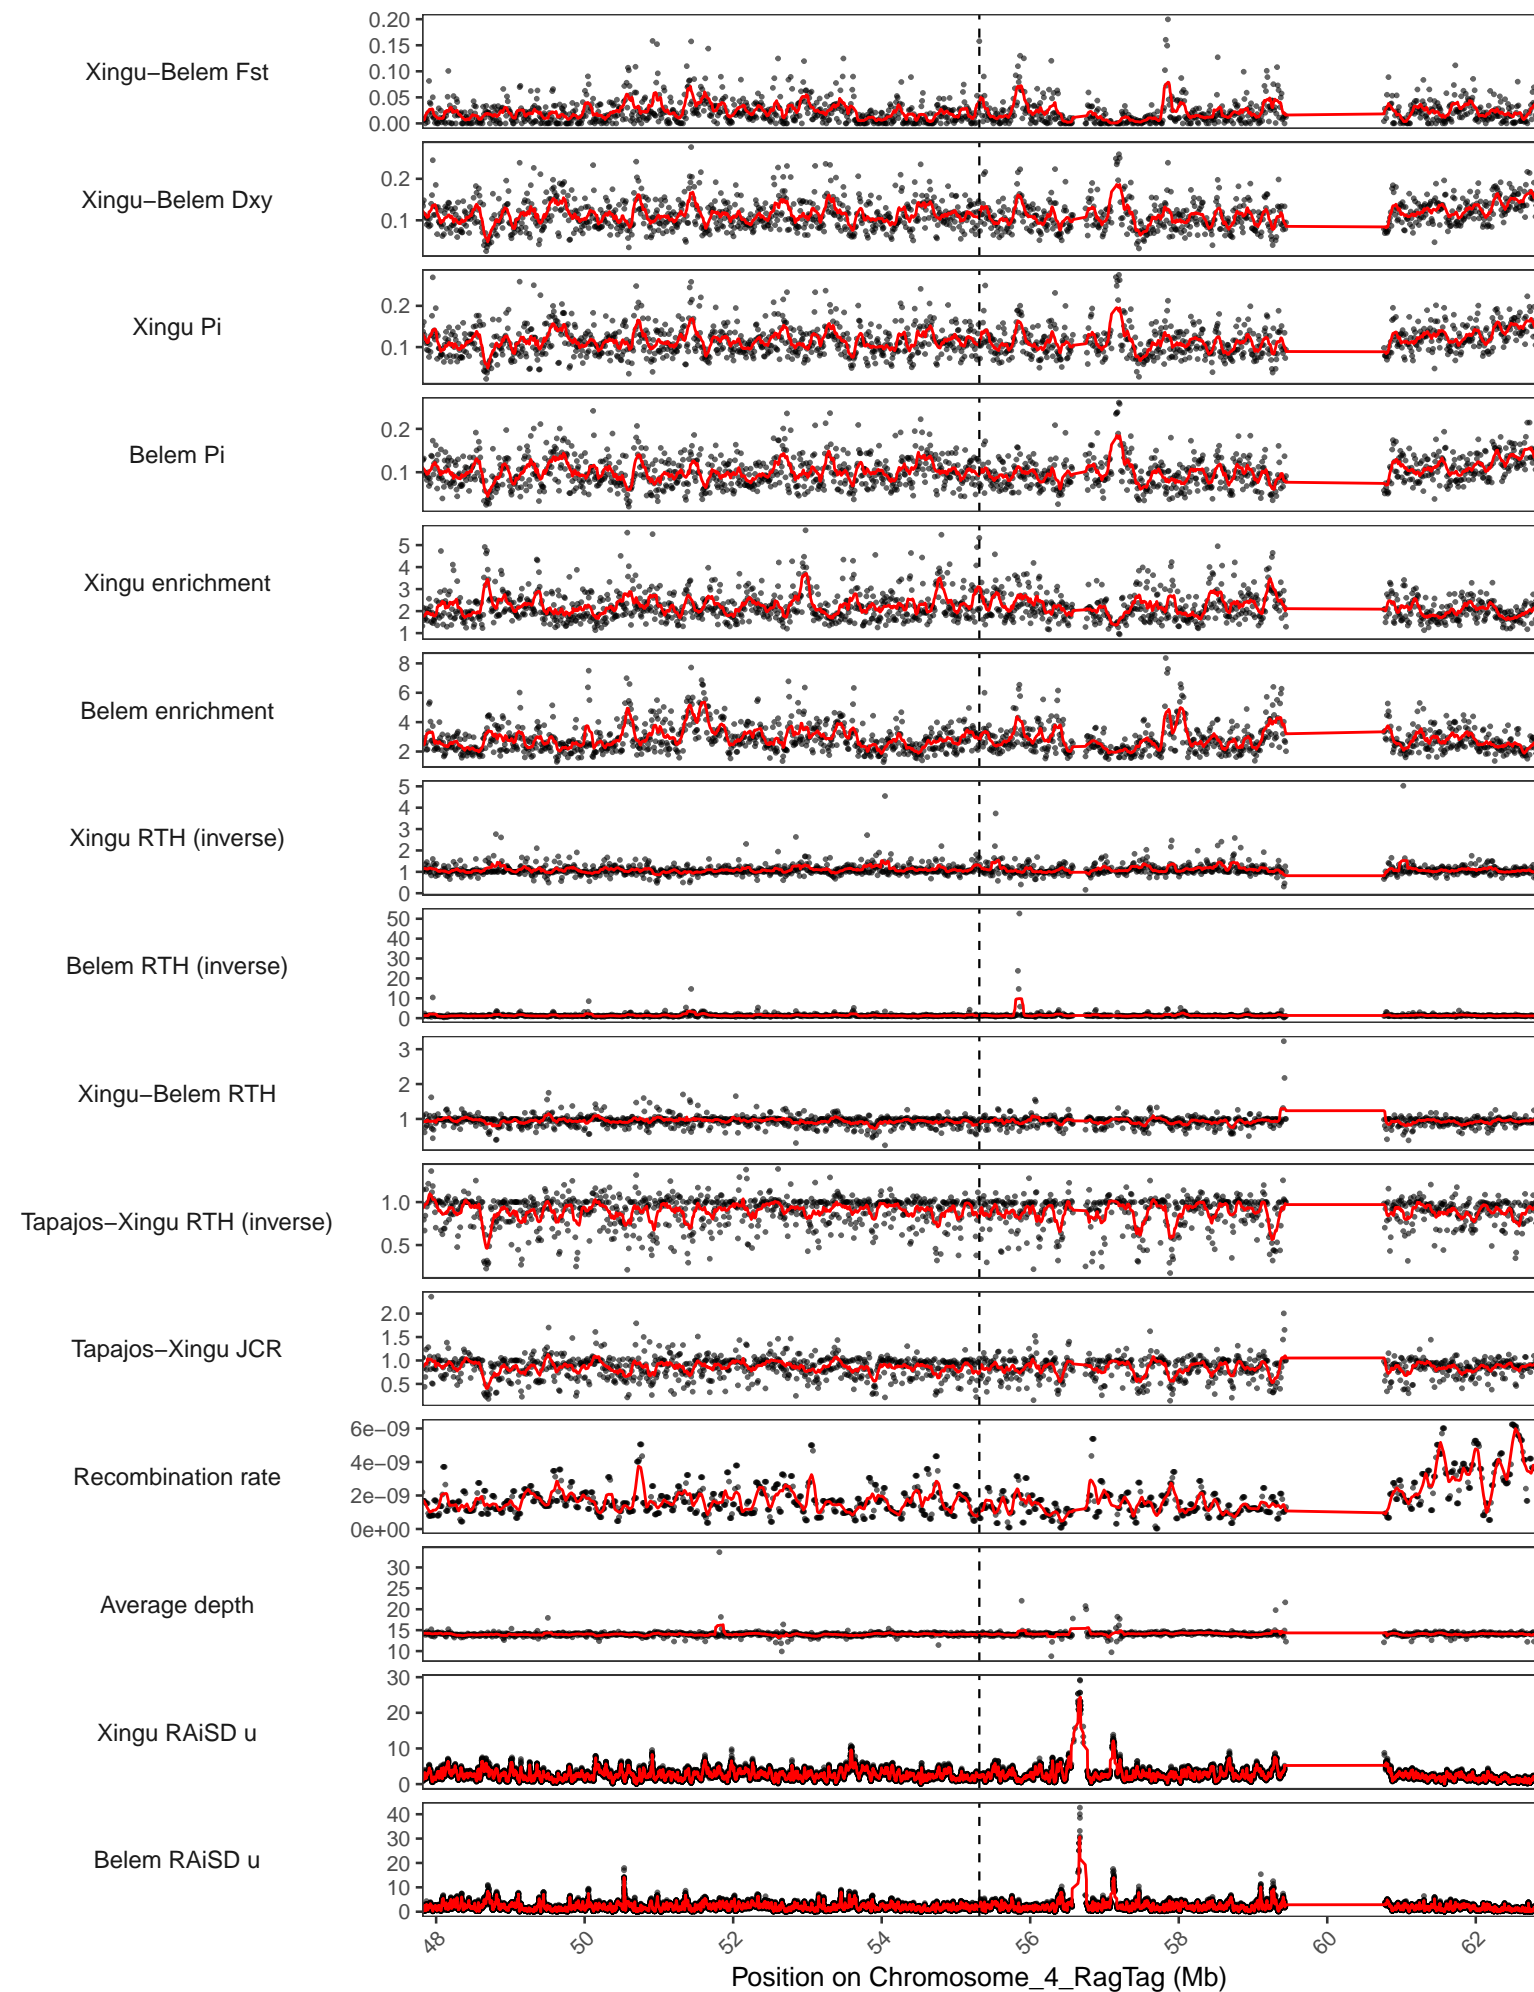 Xingu−Belem Fst
0.20
0.15
0.10
0.05
0.00
Xingu−Belem Dxy
0.2
0.1
Xingu Pi
0.2
0.1
Belem Pi
0.2
0.1
Xingu enrichment
5
4
3
2
1
Belem enrichment
8
6
4
2
Xingu RTH (inverse)
5
4
3
2
1
0
Belem RTH (inverse)
50
40
30
20
10
0
Xingu−Belem RTH
3
2
1
Tapajos−Xingu RTH (inverse)
1.0
0.5
Tapajos−Xingu JCR
2.0
1.5
1.0
0.5
Recombination rate
6e−09
4e−09
2e−09
0e+00
Average depth
30
25
20
15
10
Xingu RAiSD u
30
20
10
0
Belem RAiSD u
40
30
20
10
0
48 50 52 54 56 58 60 62
Position on Chromosome_4_RagTag (Mb)